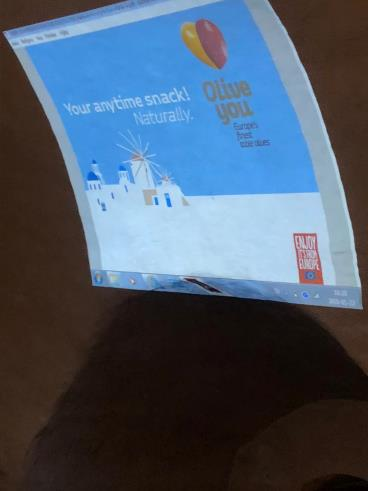 Your anytime snack!
Naturally.
Olive
you
Europe's
finest
table olives
ENJOY
IT'S FROM
EUROPE